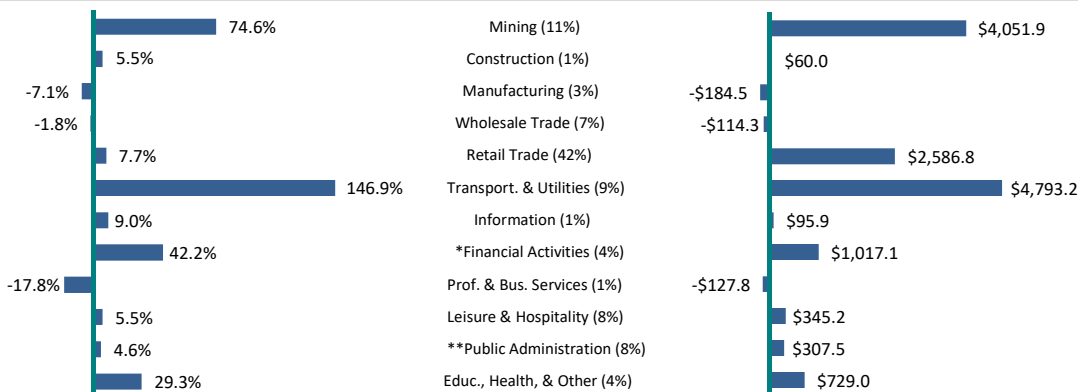 74.6% Mining (11%) $4,051.9
5.5% Construction (1%) $60.0
-7.1% Manufacturing (3%) -$184.5
-1.8% Wholesale Trade (7%) -$114.3
7.7% Retail Trade (42%) $2,586.8
146.9% Transport. & Utilities (9%) $4,793.2
9.0% Information (1%) $95.9
42.2% *Financial Activities (4%) $1,017.1
-17.8% Prof. & Bus. Services (1%) -$127.8
5.5% Leisure & Hospitality (8%) $345.2
4.6% **Public Administration (8%) $307.5
29.3% Educ., Health, & Other (4%) $729.0